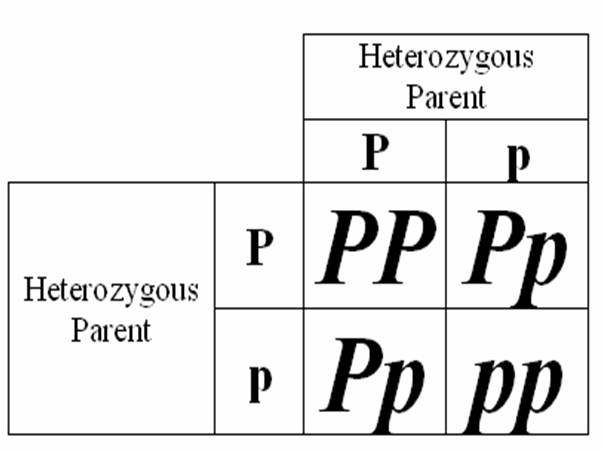 Heterozygous
Parent
P p
P PP Pp
Heterozygous
Parent
p Pp pp